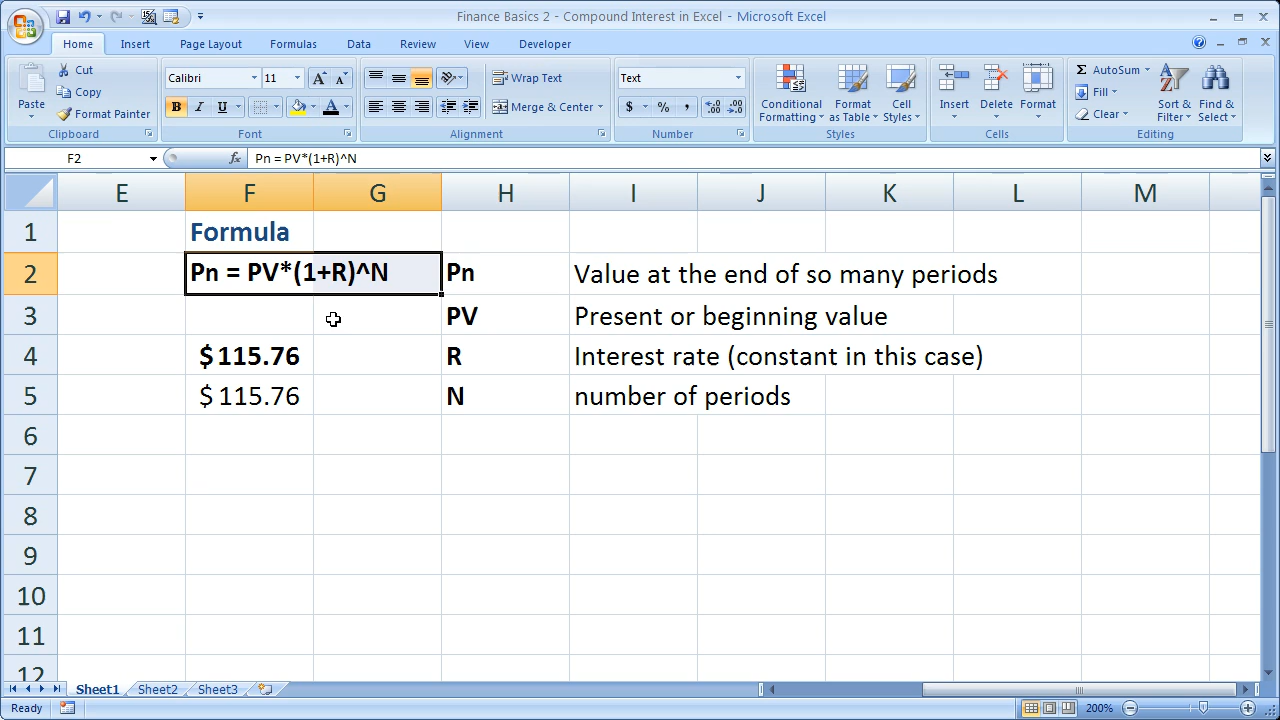 Finance Basics 2 - Compound Interest in Excel - Microsoft Excel
Home Insert Page Layout Formulas Data Review View Developer
Paste Cut Copy Format Painter Clipboard
Calibri 11 B I U A Font
Wrap Text Merge & Center Alignment
Text $ % , Number
Conditional Formatting Format as Table Cell Styles Styles
Insert Delete Format Cells
Σ AutoSum Fill Clear Sort & Filter Find & Select Editing
F2 fx Pn = PV*(1+R)^N
E F G H I J K L M
1 Formula
2 Pn = PV*(1+R)^N Pn Value at the end of so many periods
3 PV Present or beginning value
4 $ 115.76 R Interest rate (constant in this case)
5 $ 115.76 N number of periods
6
7
8
9
10
11
12
Sheet1 Sheet2 Sheet3
Ready 200%